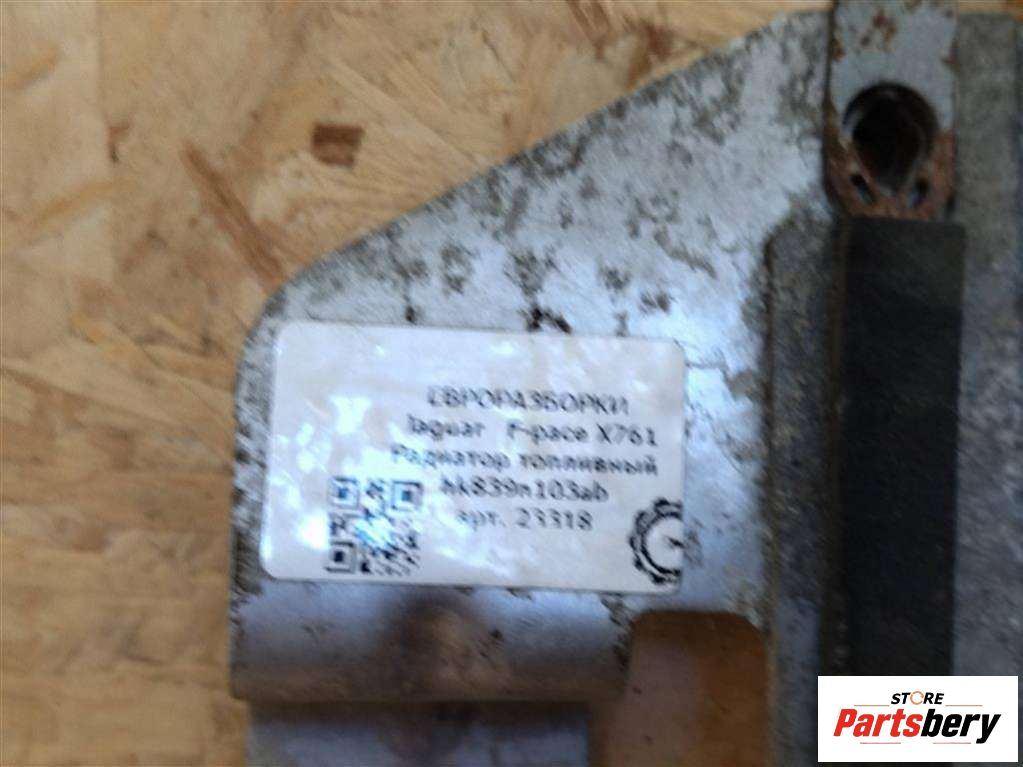 ЕВРОРАЗБОРКИ
Jaguar F-pace X761
Радиатор топливный
hk839n103ab
арт. 23318
STORE
Partsbery